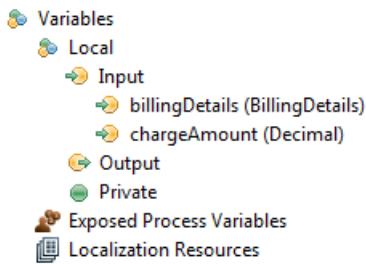 Variables
Local
Input
billingDetails (BillingDetails)
chargeAmount (Decimal)
Output
Private
Exposed Process Variables
Localization Resources